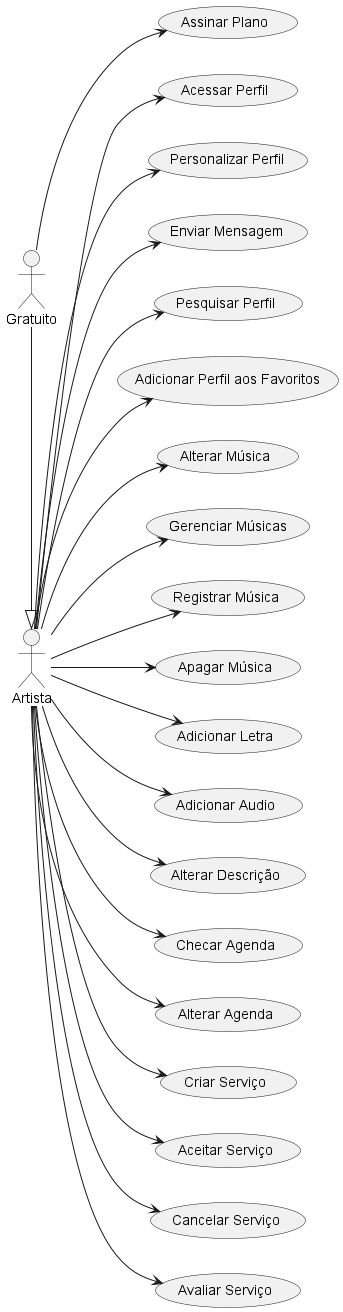 Assinar Plano
Acessar Perfil
Personalizar Perfil
Enviar Mensagem
Gratuito
Pesquisar Perfil
Adicionar Perfil aos Favoritos
Alterar Música
Gerenciar Músicas
Registrar Música
Apagar Música
Artista
Adicionar Letra
Adicionar Audio
Alterar Descrição
Checar Agenda
Alterar Agenda
Criar Serviço
Aceitar Serviço
Cancelar Serviço
Avaliar Serviço